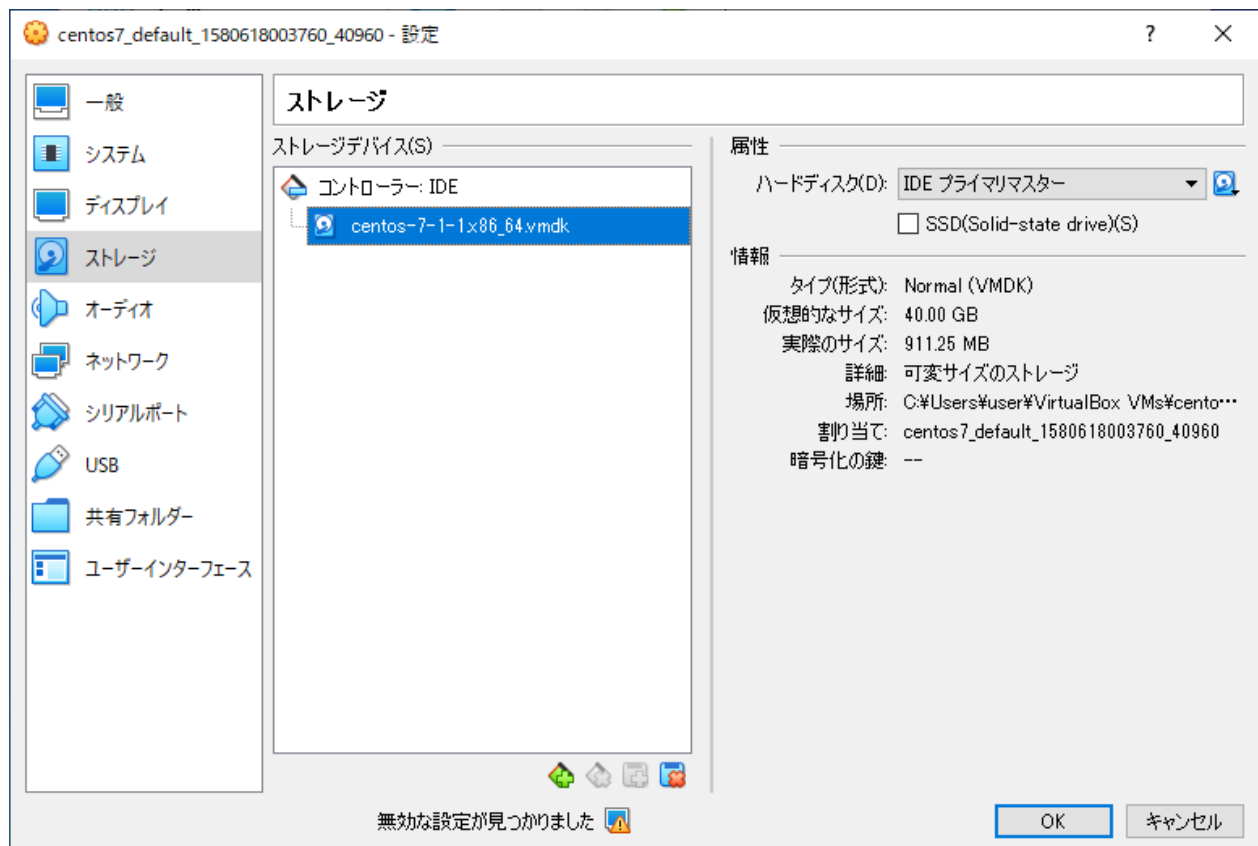 centos7_default_1580618003760_40960 - 設定
?
一般
システム
ディスプレイ
ストレージ
オーディオ
ネットワーク
シリアルポート
USB
共有フォルダー
ユーザーインターフェース
ストレージ
ストレージデバイス(S)
コントローラー: IDE
centos-7-1-1.x86_64.vmdk
属性
ハードディスク(D): IDE プライマリマスター
SSD(Solid-state drive)(S)
情報
タイプ(形式): Normal (VMDK)
仮想的なサイズ: 40.00 GB
実際のサイズ: 911.25 MB
詳細: 可変サイズのストレージ
場所: C:¥Users¥user¥VirtualBox VMs¥cento…
割り当て: centos7_default_1580618003760_40960
暗号化の鍵: --
無効な設定が見つかりました
OK
キャンセル